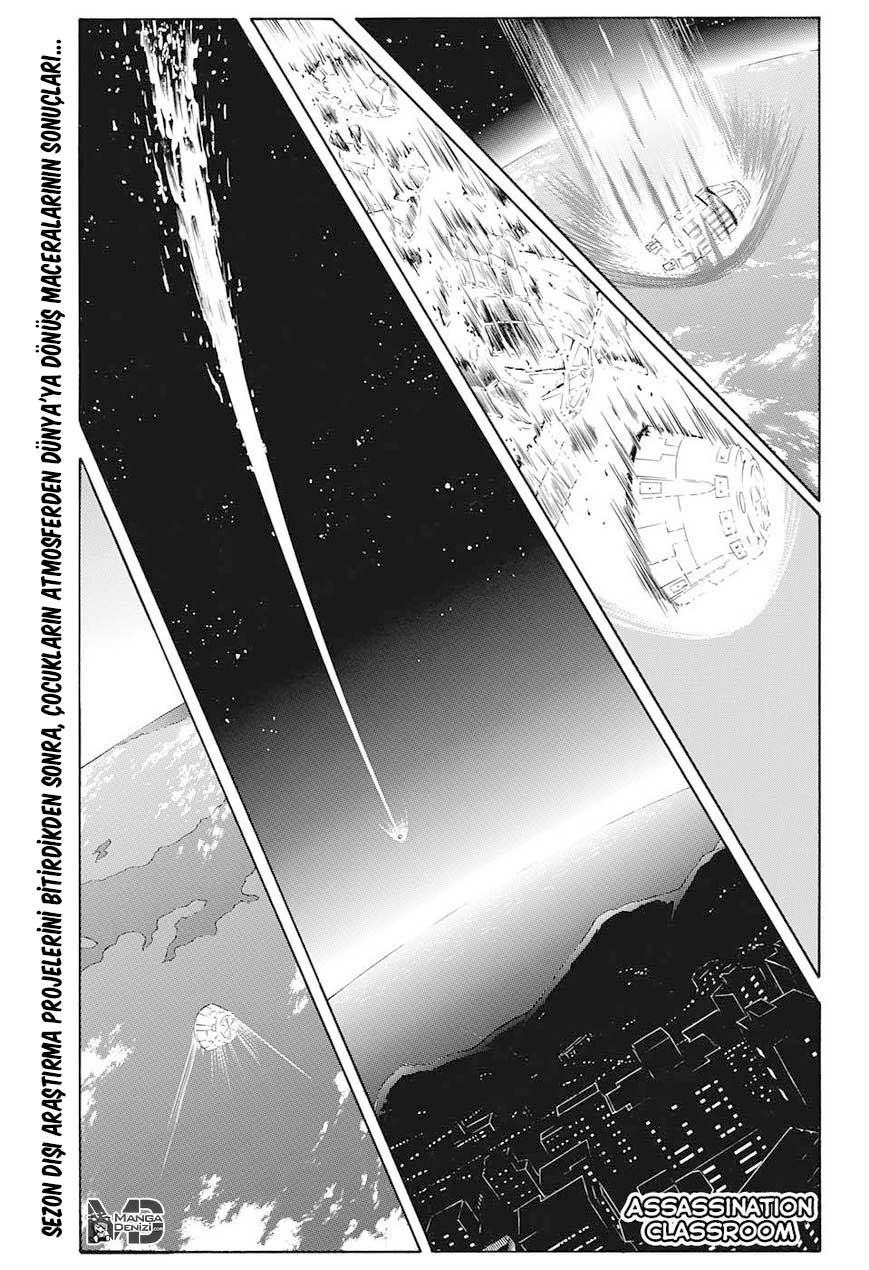 SEZON DIŞI ARAŞTIRMA PROJELERİNİ BİTİRDİKDEN SONRA, ÇOCUKLARIN ATMOSFERDEN DÜNYA'YA DÖNÜŞ MACERALARININ SONUÇLARI...
MANGA
DENİZİ.com
ASSASSINATION
CLASSROOM